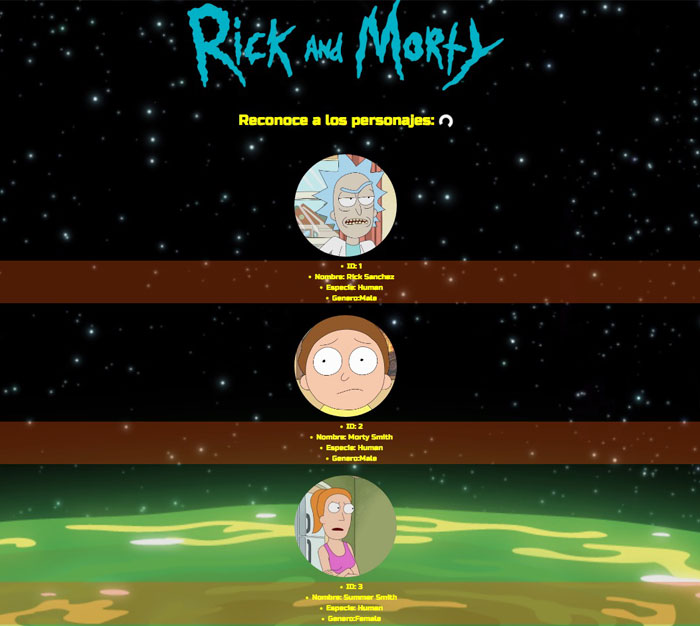 Rick and Morty
Reconoce a los personajes:
• ID: 1
• Nombre: Rick Sanchez
• Especie: Human
• Genero:Male
• ID: 2
• Nombre: Morty Smith
• Especie: Human
• Genero:Male
• ID: 3
• Nombre: Summer Smith
• Especie: Human
• Genero:Female